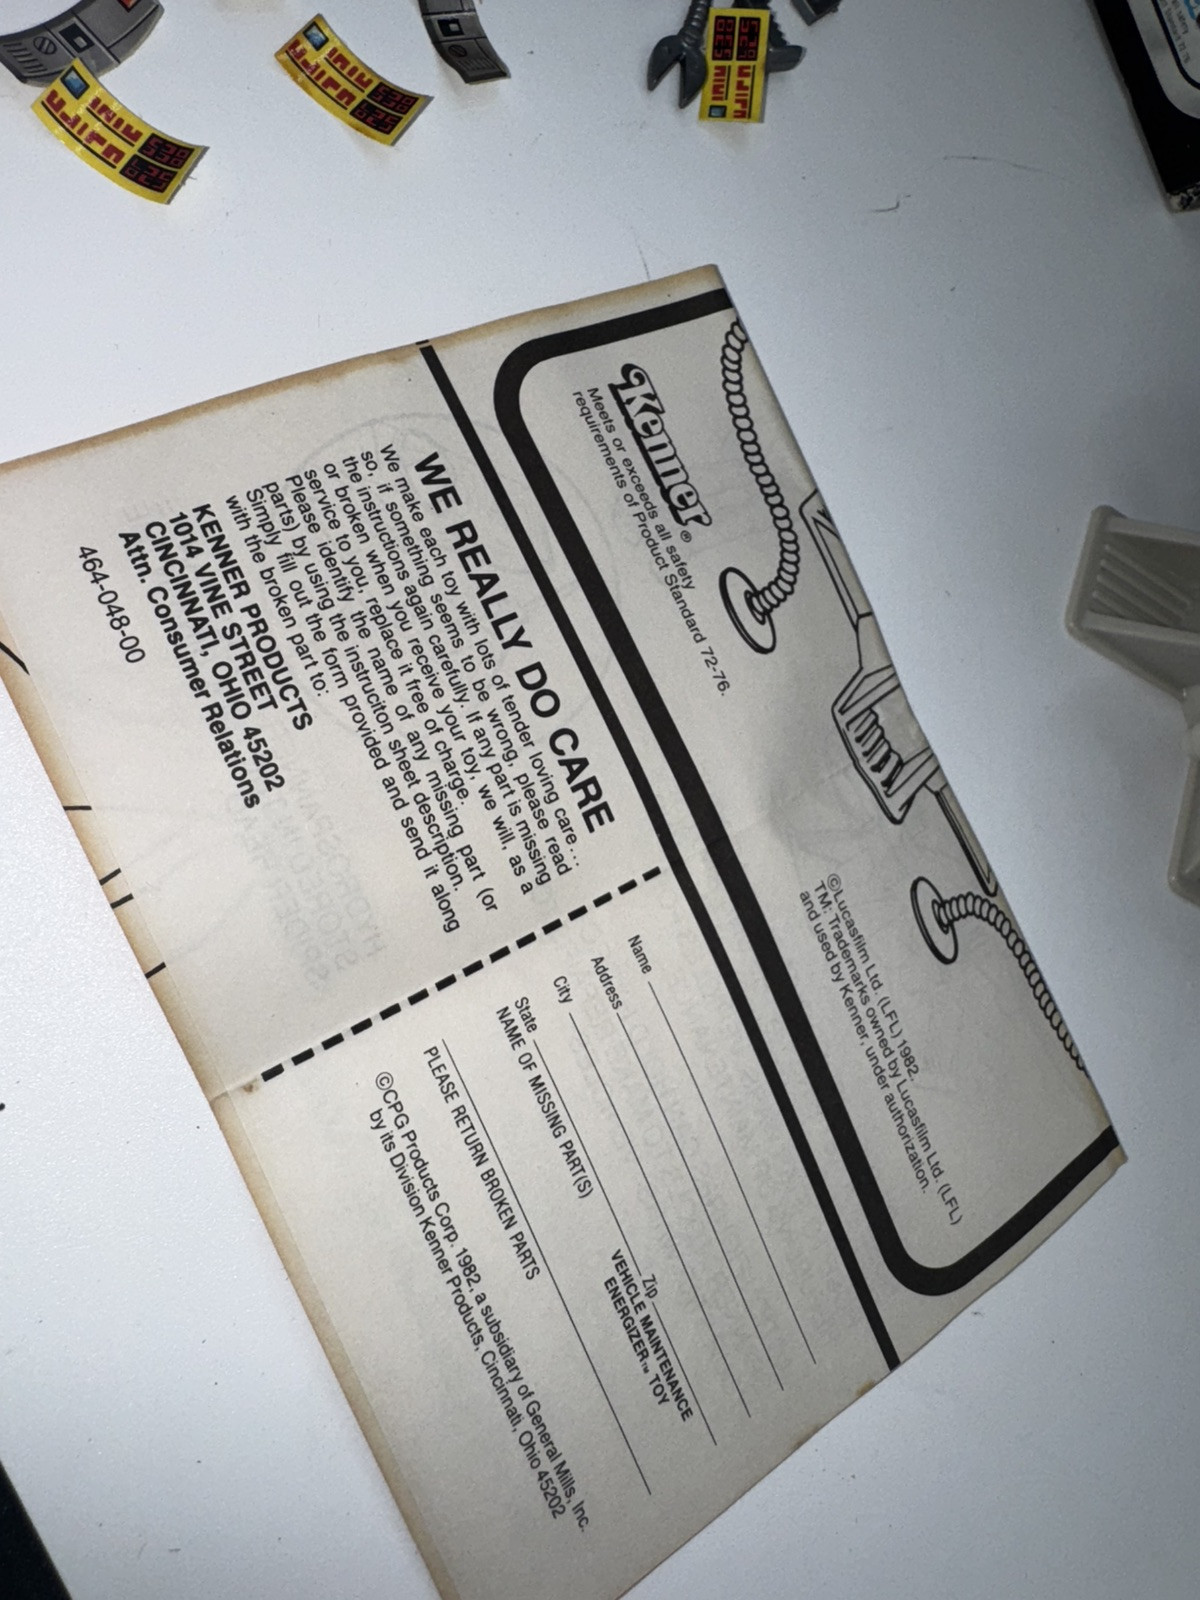 Kenner®
Meets or exceeds all safety
requirements of Product Standard 72-76.
©Lucasfilm Ltd. (LFL) 1982.
TM: Trademarks owned by Lucasfilm Ltd. (LFL)
and used by Kenner, under authorization.
WE REALLY DO CARE
We make each toy with lots of tender loving care...
so, if something seems to be wrong, please read
the instructions again carefully. If any part is missing
or broken when you receive your toy, we will, as a
service to you, replace it free of charge.
Please identify the name of any missing part (or
parts) by using the instruciton sheet description.
Simply fill out the form provided and send it along
with the broken part to:
KENNER PRODUCTS
1014 VINE STREET
CINCINNATI, OHIO 45202
Attn. Consumer Relations
464-048-00
Name
Address
City
State
Zip
NAME OF MISSING PART(S)
VEHICLE MAINTENANCE
ENERGIZER™ TOY
PLEASE RETURN BROKEN PARTS
©CPG Products Corp. 1982, a subsidiary of General Mills, Inc.
by its Division Kenner Products, Cincinnati, Ohio 45202